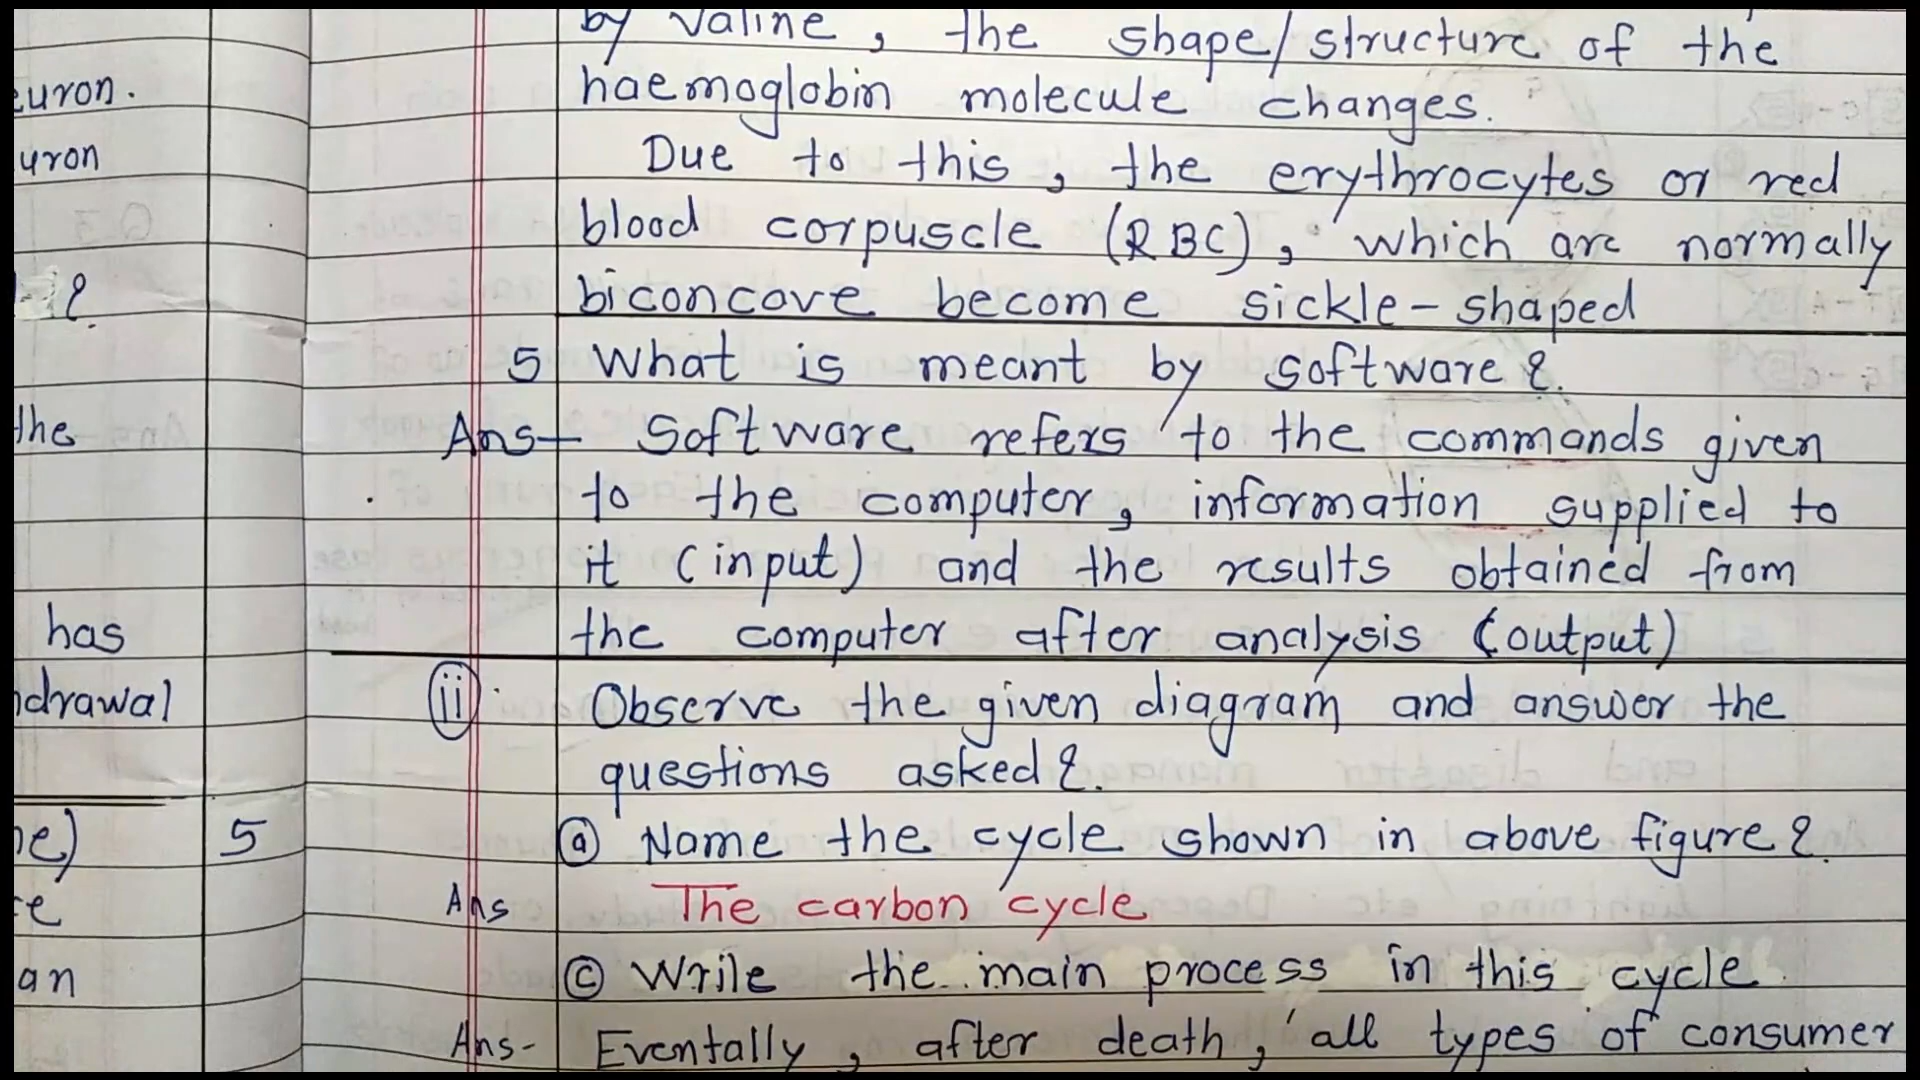 by valine, the shape/structure of the
haemoglobin molecule changes.
Due to this, the erythrocytes or red
blood corpuscle (RBC), which are normally
biconcave become sickle-shaped
5 What is meant by software?
Ans- Software refers to the commands given
to the computer, information supplied to
it (input) and the results obtained from
the computer after analysis (output)
(ii) Observe the given diagram and answer the
questions asked?
(a) Name the cycle shown in above figure?
Ans The carbon cycle
(c) Write the main process in this cycle
Ans- Eventally, after death, all types of consumer
uron
?
the
has
drawal
5
an